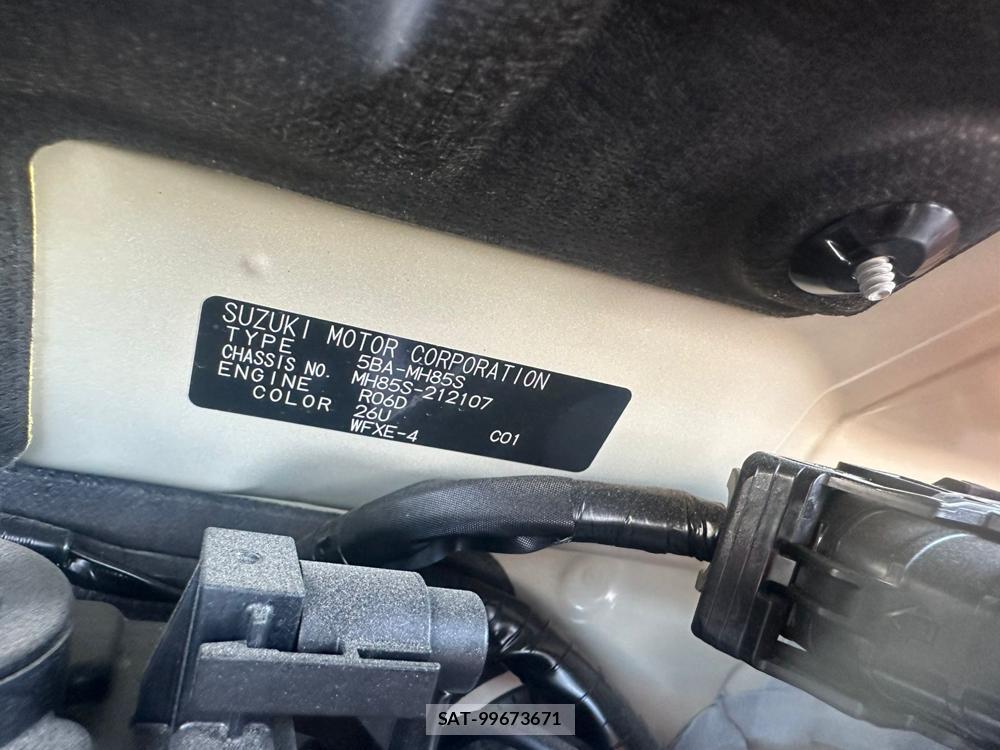 SUZUKI MOTOR CORPORATION
TYPE 5BA-MH85S
CHASSIS NO. MH85S-212107
ENGINE R06D
COLOR 26U
WFXE-4 C01
SAT-99673671